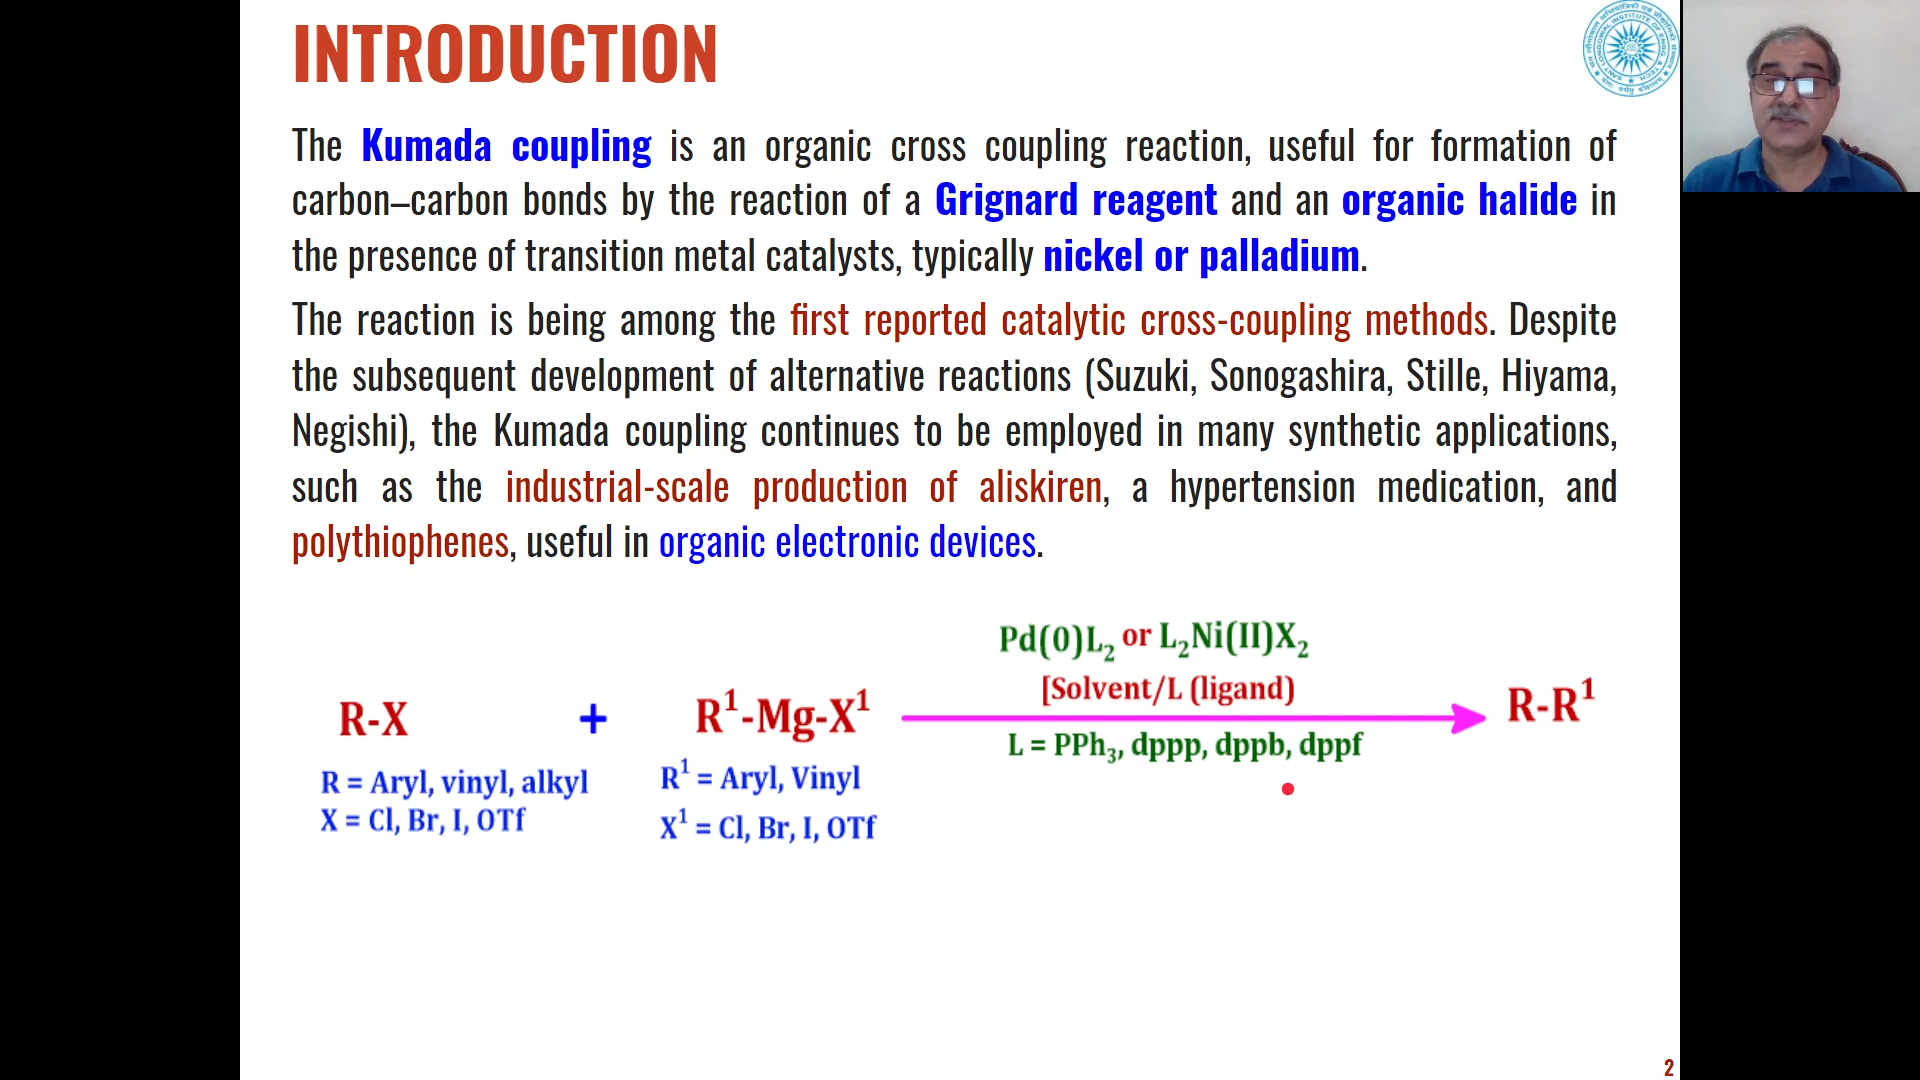 INTRODUCTION
The Kumada coupling is an organic cross coupling reaction, useful for formation of
carbon–carbon bonds by the reaction of a Grignard reagent and an organic halide in
the presence of transition metal catalysts, typically nickel or palladium.
The reaction is being among the first reported catalytic cross-coupling methods. Despite
the subsequent development of alternative reactions (Suzuki, Sonogashira, Stille, Hiyama,
Negishi), the Kumada coupling continues to be employed in many synthetic applications,
such as the industrial-scale production of aliskiren, a hypertension medication, and
polythiophenes, useful in organic electronic devices.
Pd(0)L₂ or L₂Ni(II)X₂
[Solvent/L (ligand)
R-X + R¹-Mg-X¹ R-R¹
L = PPh₃, dppp, dppb, dppf
R = Aryl, vinyl, alkyl
X = Cl, Br, I, OTf
R¹ = Aryl, Vinyl
X¹ = Cl, Br, I, OTf
2